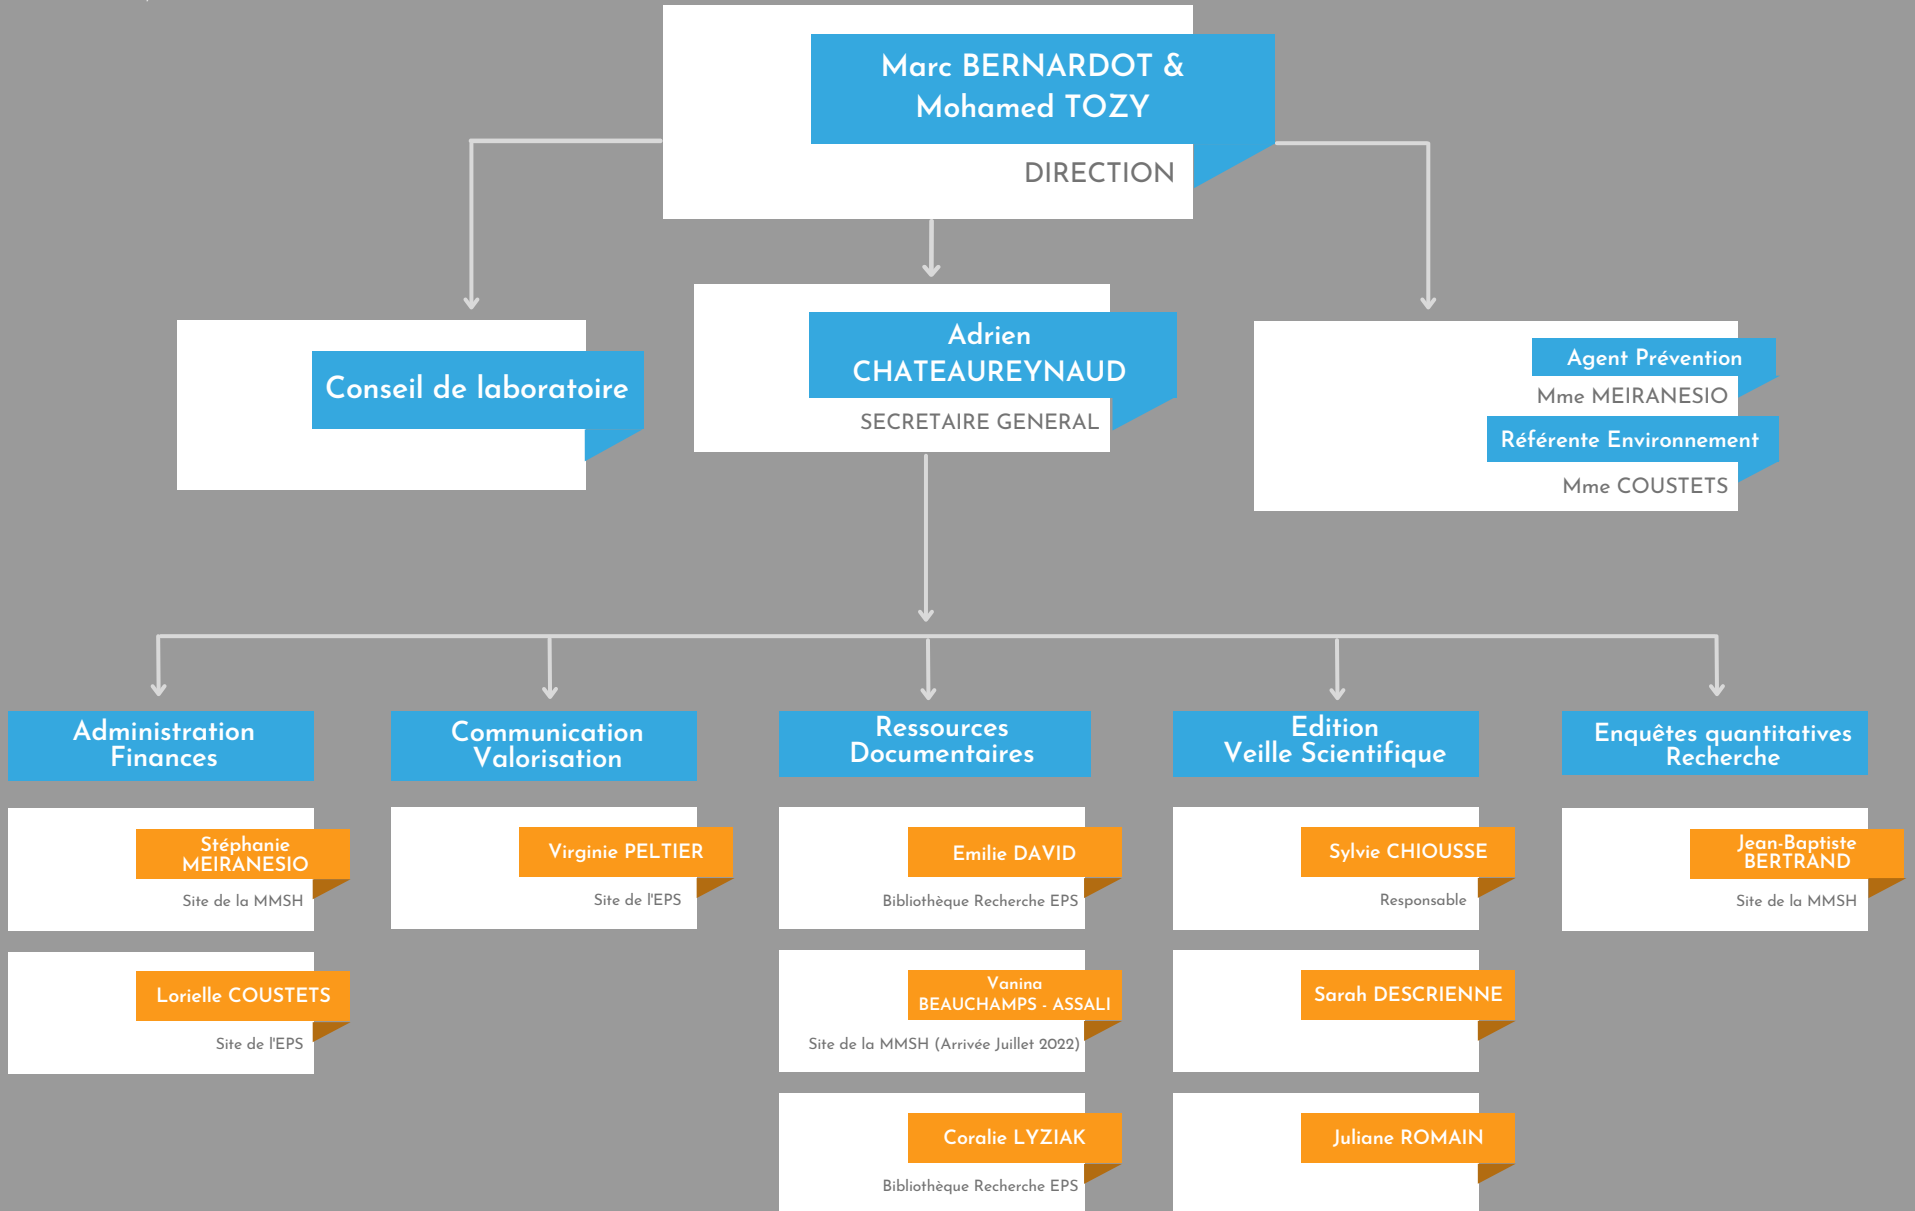 Marc BERNARDOT &
Mohamed TOZY
DIRECTION
Conseil de laboratoire
Adrien
CHATEAUREYNAUD
SECRETAIRE GENERAL
Agent Prévention
Mme MEIRANESIO
Référente Environnement
Mme COUSTETS
Administration
Finances
Stéphanie
MEIRANESIO
Site de la MMSH
Lorielle COUSTETS
Site de l'EPS
Communication
Valorisation
Virginie PELTIER
Site de l'EPS
Ressources
Documentaires
Emilie DAVID
Bibliothèque Recherche EPS
Vanina
BEAUCHAMPS - ASSALI
Site de la MMSH (Arrivée Juillet 2022)
Coralie LYZIAK
Bibliothèque Recherche EPS
Edition
Veille Scientifique
Sylvie CHIOUSSE
Responsable
Sarah DESCRIENNE
Juliane ROMAIN
Enquêtes quantitatives
Recherche
Jean-Baptiste
BERTRAND
Site de la MMSH